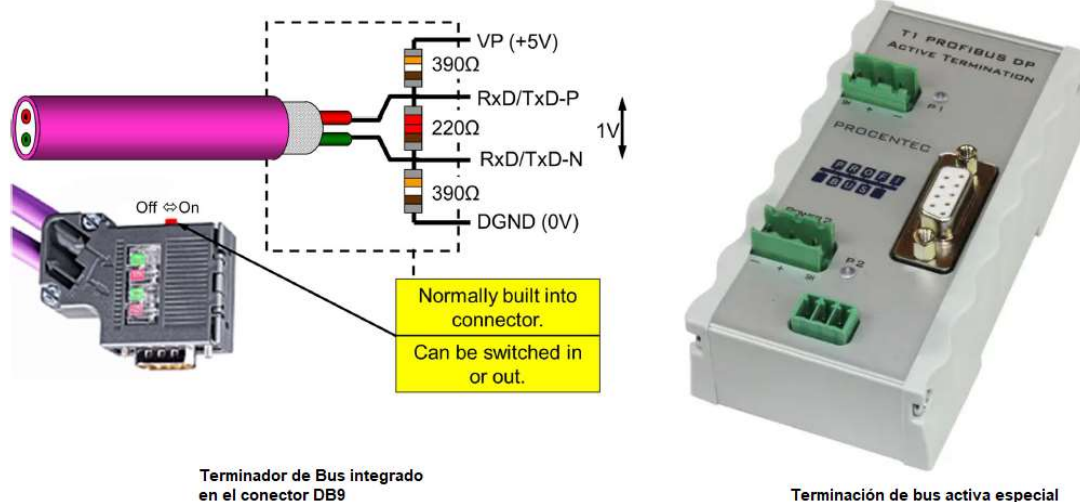 VP (+5V)
390Ω
RxD/TxD-P
220Ω
1V
RxD/TxD-N
390Ω
DGND (0V)
Off ⇔On
Normally built into
connector.
Can be switched in
or out.
Terminador de Bus integrado
en el conector DB9
T1 PROFIBUS DP
ACTIVE TERMINATION
P1
PROCENTEC
PROFI
BUS
P2
Terminación de bus activa especial